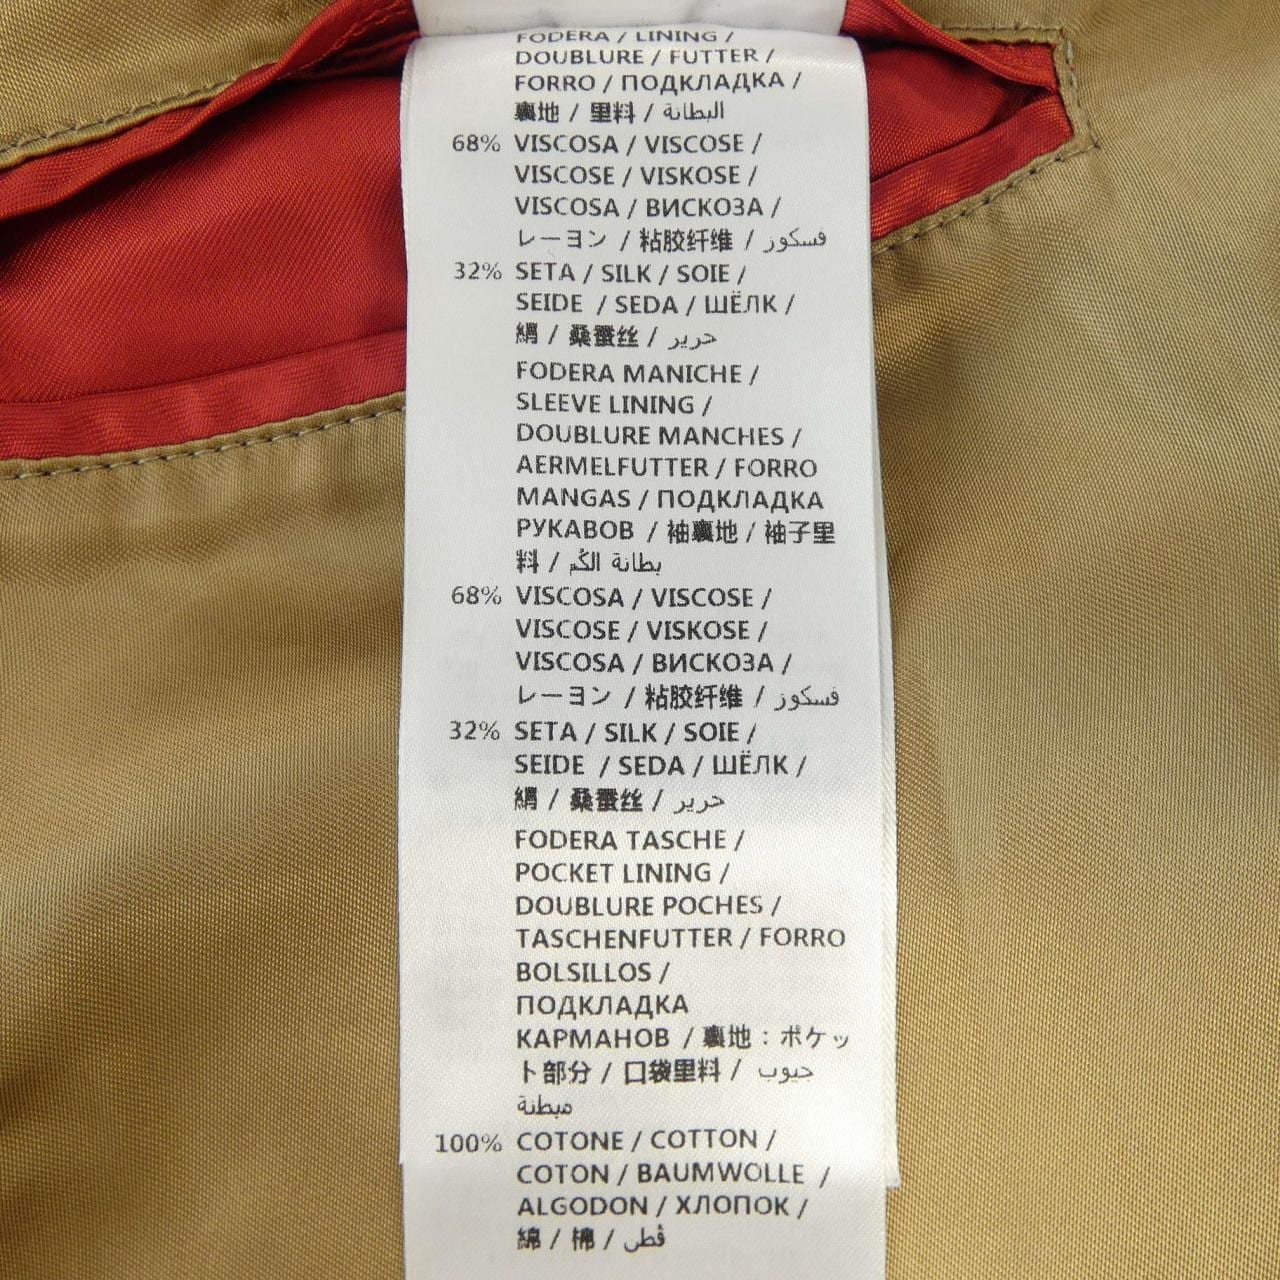 FODERA / LINING /
DOUBLURE / FUTTER /
FORRO / ПОДКЛАДКА /
裏地 / 里料 / البطانة
68% VISCOSA / VISCOSE /
VISCOSE / VISKOSE /
VISCOSA / ВИСКОЗА /
レーヨン / 粘胶纤维 / فسكوز
32% SETA / SILK / SOIE /
SEIDE / SEDA / ШЁЛК /
絹 / 桑蚕丝 / حرير
FODERA MANICHE /
SLEEVE LINING /
DOUBLURE MANCHES /
AERMELFUTTER / FORRO
MANGAS / ПОДКЛАДКА
РУКАВОВ / 袖裏地 / 袖子里
料 / بطانة الكُم
68% VISCOSA / VISCOSE /
VISCOSE / VISKOSE /
VISCOSA / ВИСКОЗА /
レーヨン / 粘胶纤维 / فسكوز
32% SETA / SILK / SOIE /
SEIDE / SEDA / ШЁЛК /
絹 / 桑蚕丝 / حرير
FODERA TASCHE /
POCKET LINING /
DOUBLURE POCHES /
TASCHENFUTTER / FORRO
BOLSILLOS /
ПОДКЛАДКА
КАРМАНОВ / 裏地：ポケッ
ト部分 / 口袋里料 / جيوب
مبطنة
100% COTONE / COTTON /
COTON / BAUMWOLLE /
ALGODON / ХЛОПОК /
綿 / 棉 / قطن